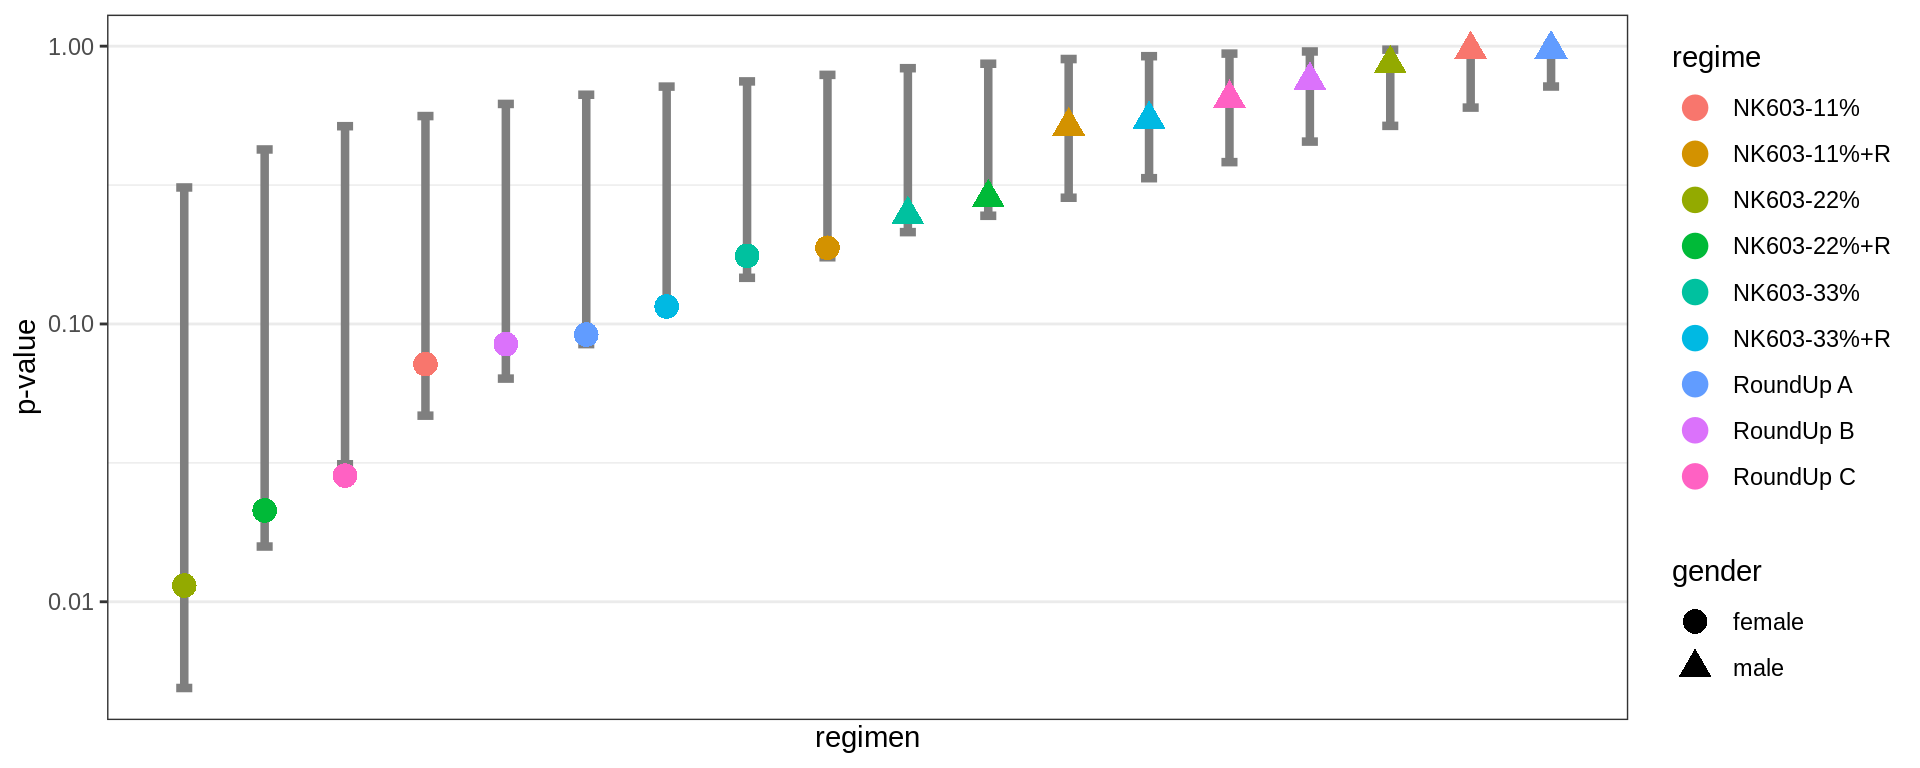 1.00
0.10
0.01
p-value
regimen
regime
NK603-11%
NK603-11%+R
NK603-22%
NK603-22%+R
NK603-33%
NK603-33%+R
RoundUp A
RoundUp B
RoundUp C
gender
female
male